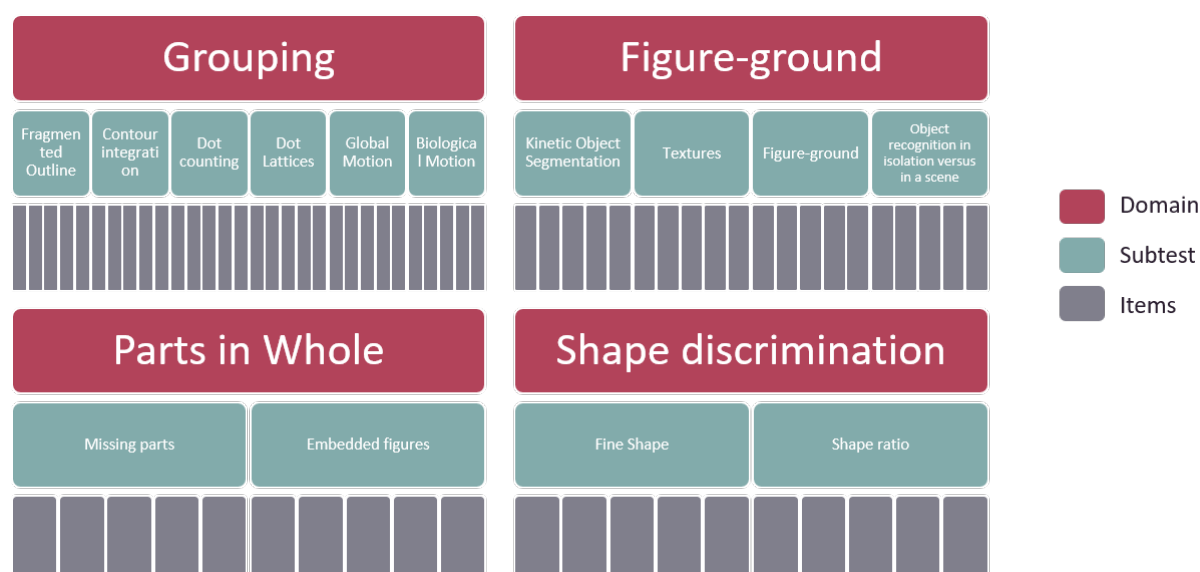 Grouping
Figure-ground
Fragmen
ted
Outline
Contour
integrati
on
Dot
counting
Dot
Lattices
Global
Motion
Biologica
l Motion
Kinetic Object
Segmentation
Textures
Figure-ground
Object
recognition in
isolation versus
in a scene
Domain
Subtest
Items
Parts in Whole
Shape discrimination
Missing parts
Embedded figures
Fine Shape
Shape ratio